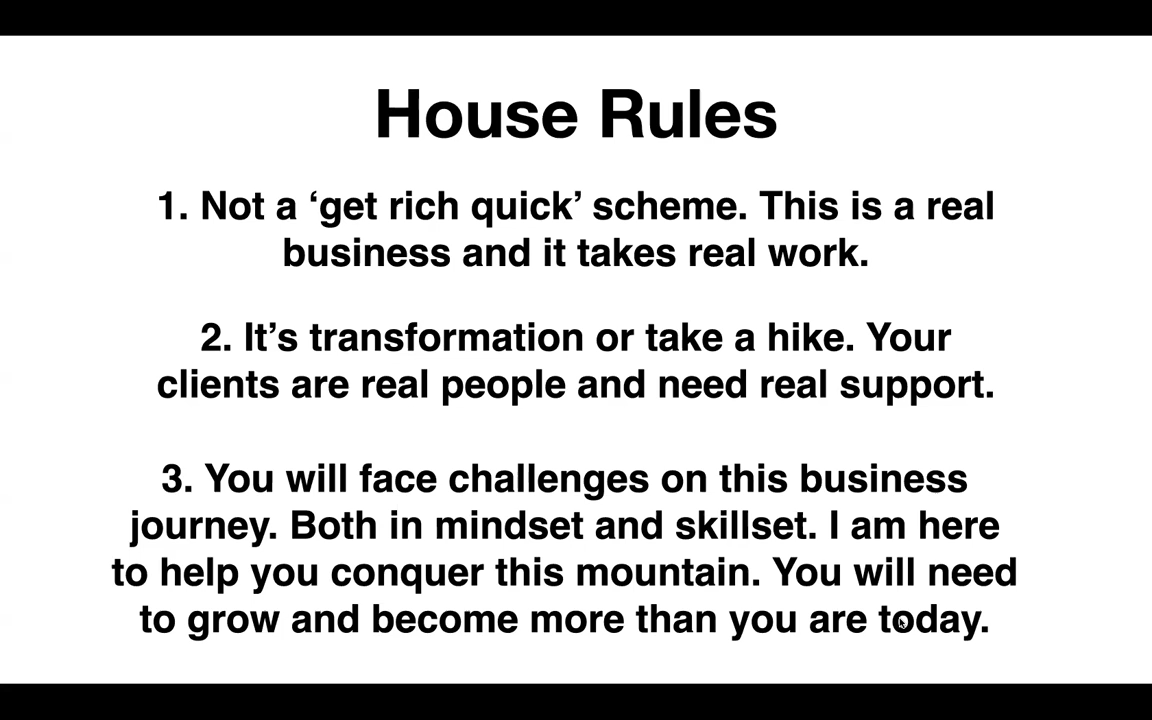 House Rules
1. Not a ‘get rich quick’ scheme. This is a real
business and it takes real work.
2. It’s transformation or take a hike. Your
clients are real people and need real support.
3. You will face challenges on this business
journey. Both in mindset and skillset. I am here
to help you conquer this mountain. You will need
to grow and become more than you are today.